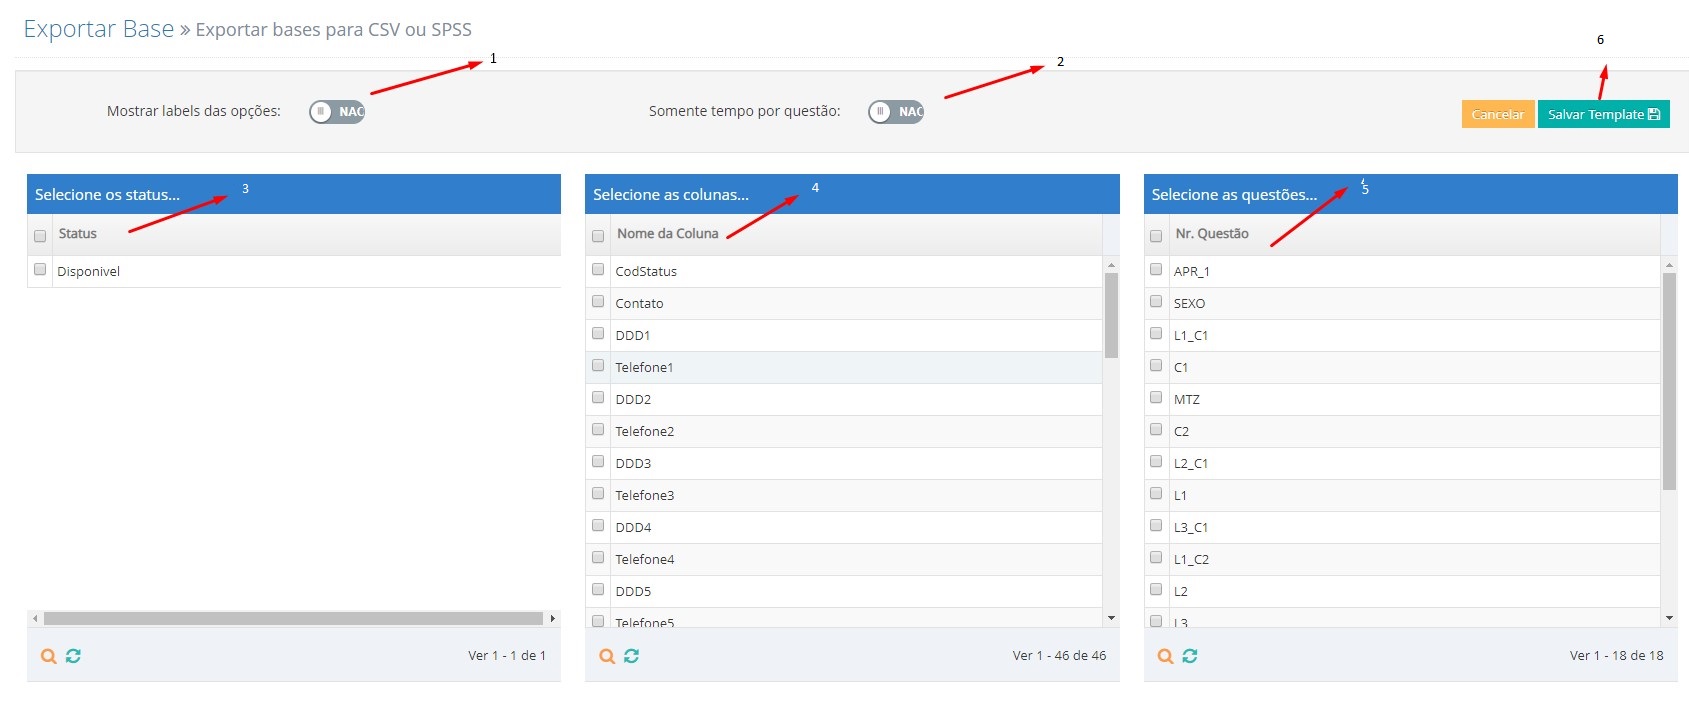 Exportar Base » Exportar bases para CSV ou SPSS
1
2
6
Mostrar labels das opções: NAO
Somente tempo por questão: NAO
Cancelar
Salvar Template
Selecione os status... 3
Status
Disponivel
Ver 1 - 1 de 1
Selecione as colunas... 4
Nome da Coluna
CodStatus
Contato
DDD1
Telefone1
DDD2
Telefone2
DDD3
Telefone3
DDD4
Telefone4
DDD5
Telefone5
Ver 1 - 46 de 46
Selecione as questões... 5
Nr. Questão
APR_1
SEXO
L1_C1
C1
MTZ
C2
L2_C1
L1
L3_C1
L1_C2
L2
L3
Ver 1 - 18 de 18